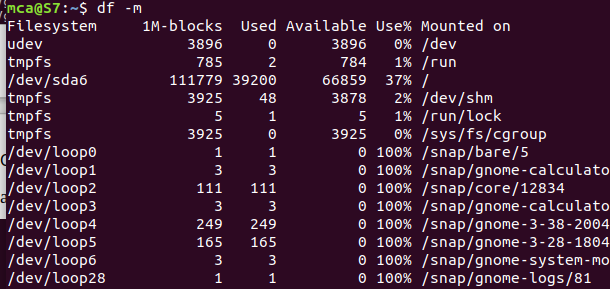 mca@S7:~$ df -m
Filesystem 1M-blocks Used Available Use% Mounted on
udev 3896 0 3896 0% /dev
tmpfs 785 2 784 1% /run
/dev/sda6 111779 39200 66859 37% /
tmpfs 3925 48 3878 2% /dev/shm
tmpfs 5 1 5 1% /run/lock
tmpfs 3925 0 3925 0% /sys/fs/cgroup
/dev/loop0 1 1 0 100% /snap/bare/5
/dev/loop1 3 3 0 100% /snap/gnome-calculato
/dev/loop2 111 111 0 100% /snap/core/12834
/dev/loop3 3 3 0 100% /snap/gnome-calculato
/dev/loop4 249 249 0 100% /snap/gnome-3-38-2004
/dev/loop5 165 165 0 100% /snap/gnome-3-28-1804
/dev/loop6 3 3 0 100% /snap/gnome-system-mo
/dev/loop28 1 1 0 100% /snap/gnome-logs/81